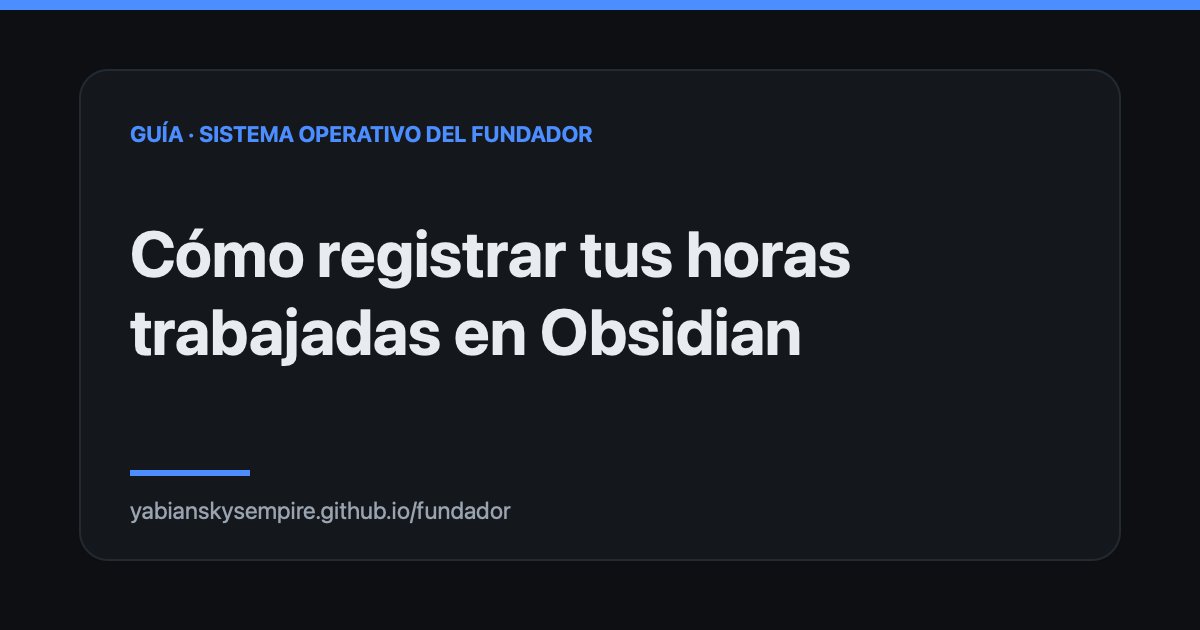 GUÍA · SISTEMA OPERATIVO DEL FUNDADOR
Cómo registrar tus horas
trabajadas en Obsidian
yabianskysempire.github.io/fundador